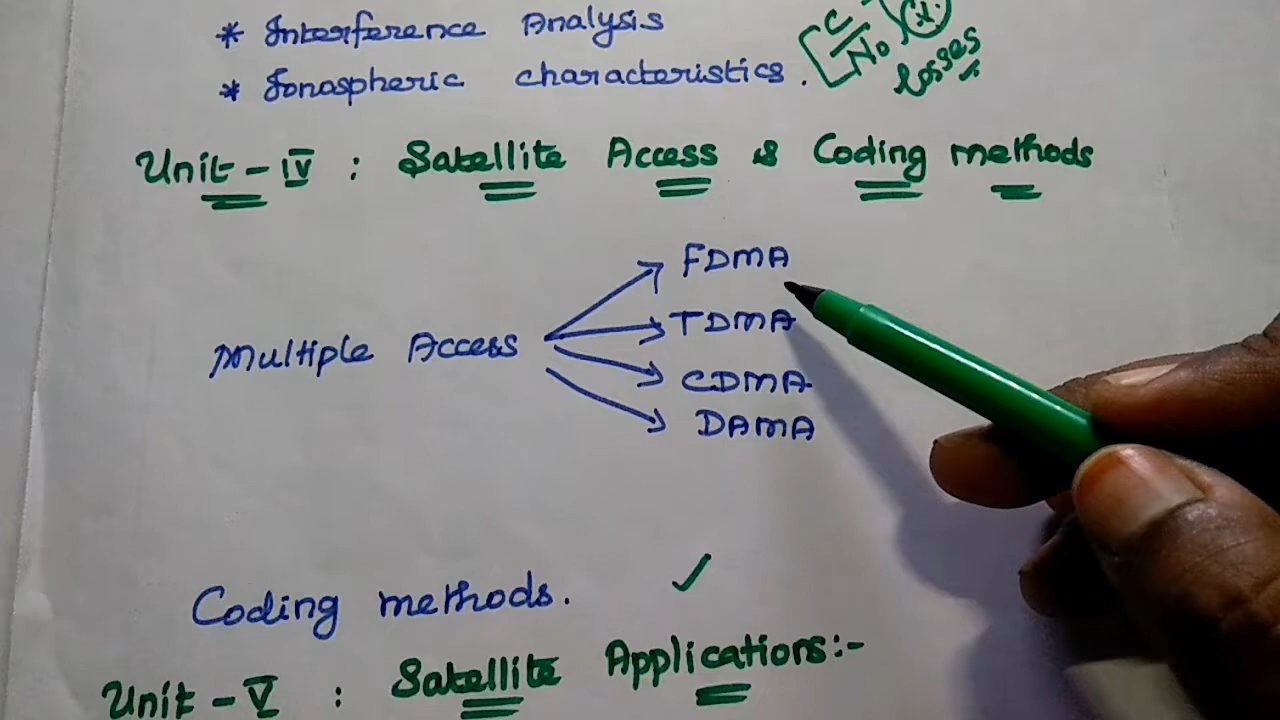 * Interference Analysis
* Ionospheric characteristics.
C/No
losses
Unit - IV : Satellite Access & Coding methods
Multiple Access
FDMA
TDMA
CDMA
DAMA
Coding methods. ✓
Unit - V : Satellite Applications:-